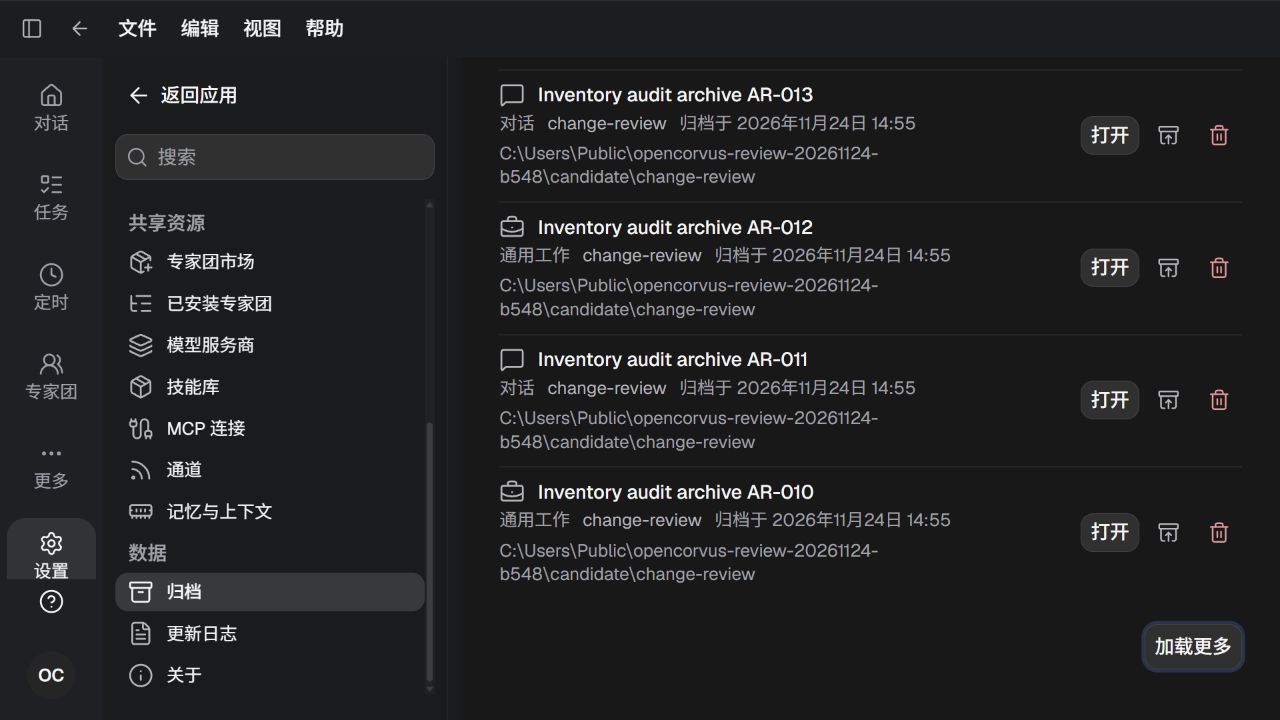 文件 编辑 视图 帮助
对话
任务
定时
专家团
更多
设置
OC
返回应用
搜索
共享资源
专家团市场
已安装专家团
模型服务商
技能库
MCP 连接
通道
记忆与上下文
数据
归档
更新日志
关于
Inventory audit archive AR-013
对话 change-review 归档于 2026年11月24日 14:55
C:\Users\Public\opencorvus-review-20261124-
b548\candidate\change-review
打开
Inventory audit archive AR-012
通用工作 change-review 归档于 2026年11月24日 14:55
C:\Users\Public\opencorvus-review-20261124-
b548\candidate\change-review
打开
Inventory audit archive AR-011
对话 change-review 归档于 2026年11月24日 14:55
C:\Users\Public\opencorvus-review-20261124-
b548\candidate\change-review
打开
Inventory audit archive AR-010
通用工作 change-review 归档于 2026年11月24日 14:55
C:\Users\Public\opencorvus-review-20261124-
b548\candidate\change-review
打开
加载更多